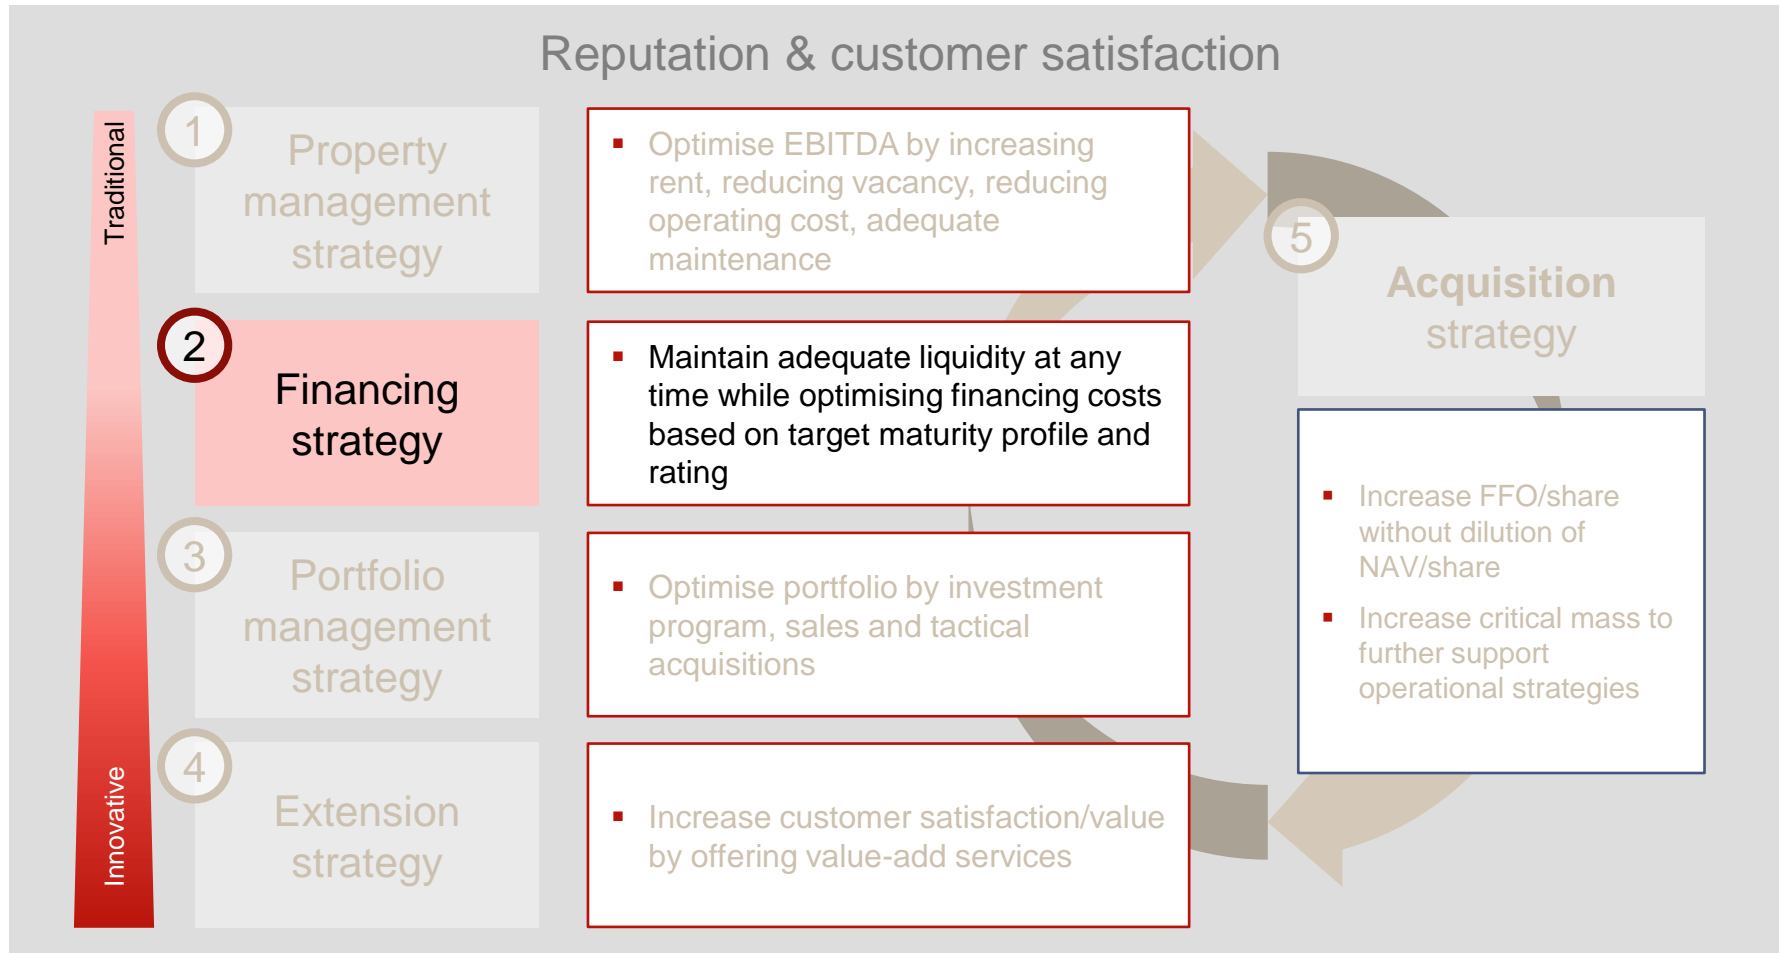 Reputation & customer satisfaction
Traditional
Innovative
1
Property
management
strategy
▪ Optimise EBITDA by increasing
rent, reducing vacancy, reducing
operating cost, adequate
maintenance
2
Financing
strategy
▪ Maintain adequate liquidity at any
time while optimising financing costs
based on target maturity profile and
rating
3
Portfolio
management
strategy
▪ Optimise portfolio by investment
program, sales and tactical
acquisitions
4
Extension
strategy
▪ Increase customer satisfaction/value
by offering value-add services
5
Acquisition
strategy
▪ Increase FFO/share
without dilution of
NAV/share
▪ Increase critical mass to
further support
operational strategies